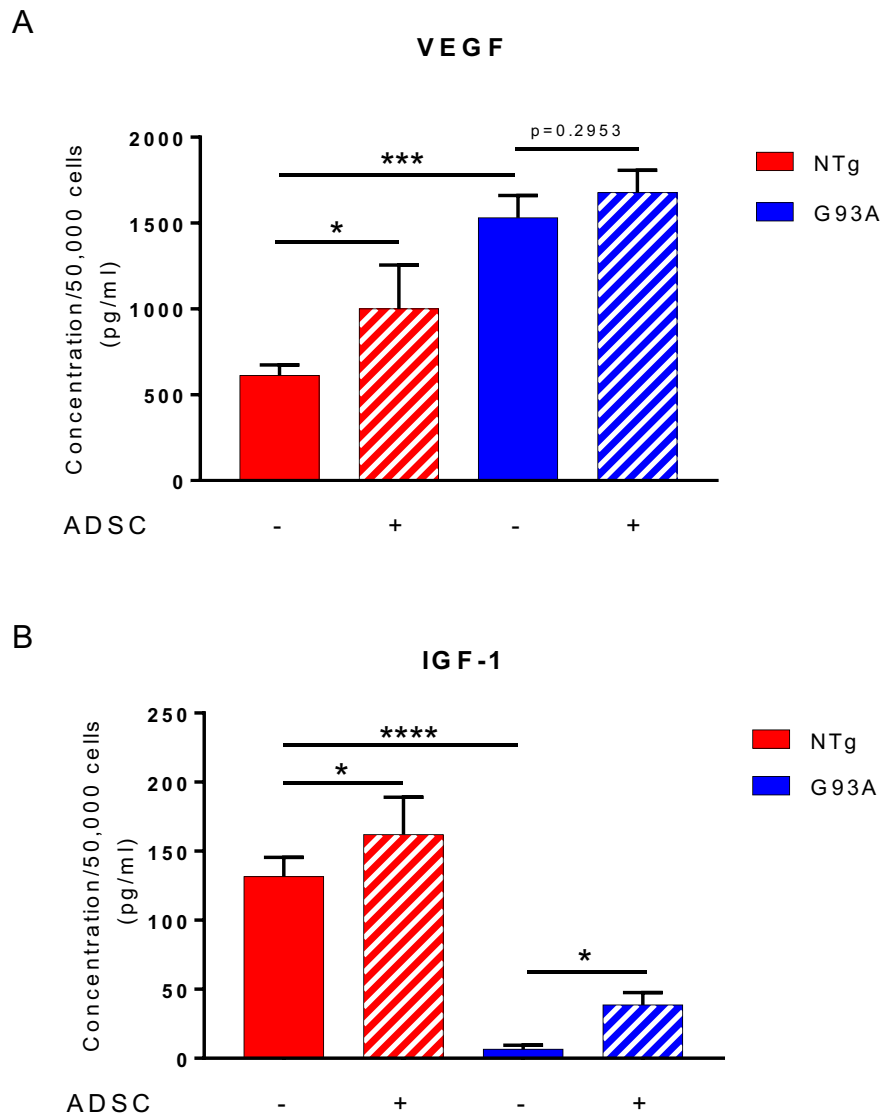 A
VEGF
p=0.2953
***
*
2000
1500
1000
500
0
Concentration/50,000 cells
(pg/ml)
NTg
G93A
ADSC - + - +
B
IGF-1
****
*
*
250
200
150
100
50
0
Concentration/50,000 cells
(pg/ml)
NTg
G93A
ADSC - + - +